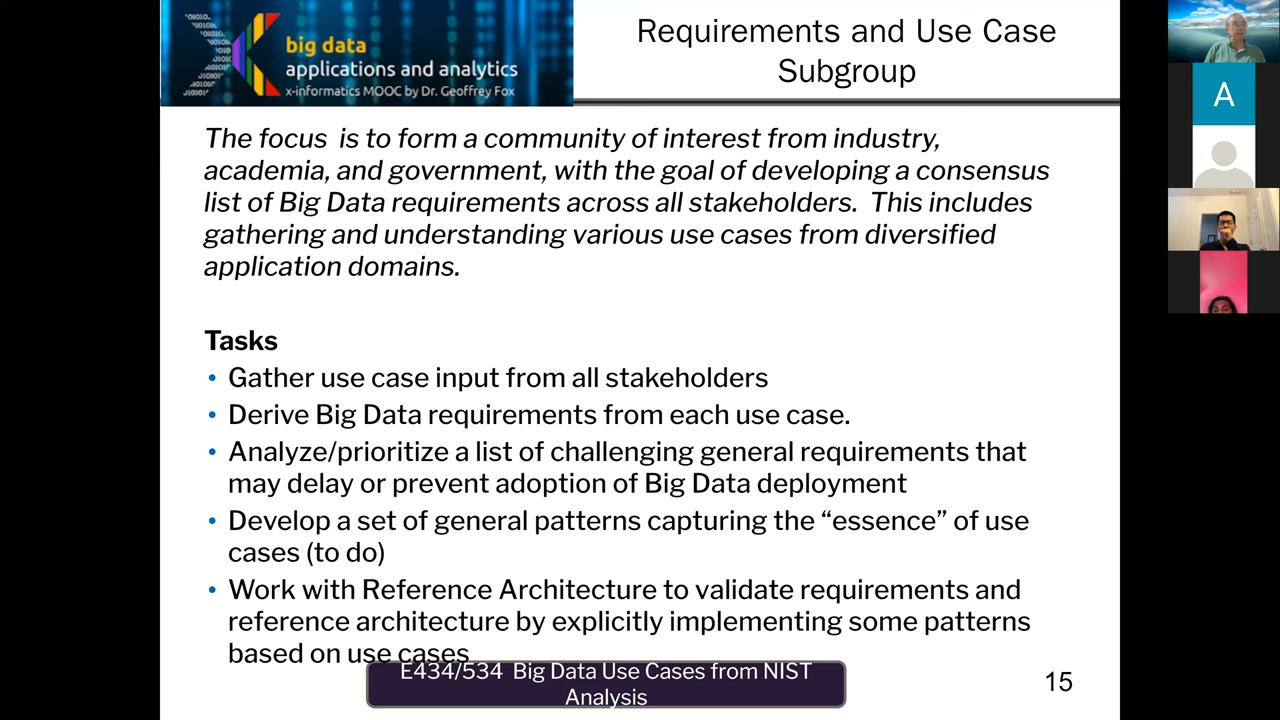 big data
applications and analytics
x-informatics MOOC by Dr. Geoffrey Fox
Requirements and Use Case
Subgroup
The focus is to form a community of interest from industry,
academia, and government, with the goal of developing a consensus
list of Big Data requirements across all stakeholders. This includes
gathering and understanding various use cases from diversified
application domains.
Tasks
• Gather use case input from all stakeholders
• Derive Big Data requirements from each use case.
• Analyze/prioritize a list of challenging general requirements that
may delay or prevent adoption of Big Data deployment
• Develop a set of general patterns capturing the “essence” of use
cases (to do)
• Work with Reference Architecture to validate requirements and
reference architecture by explicitly implementing some patterns
based on use cases
E434/534 Big Data Use Cases from NIST
Analysis
15
A